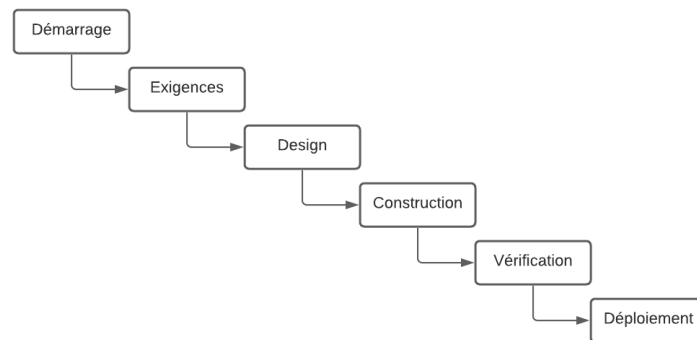 Démarrage
Exigences
Design
Construction
Vérification
Déploiement